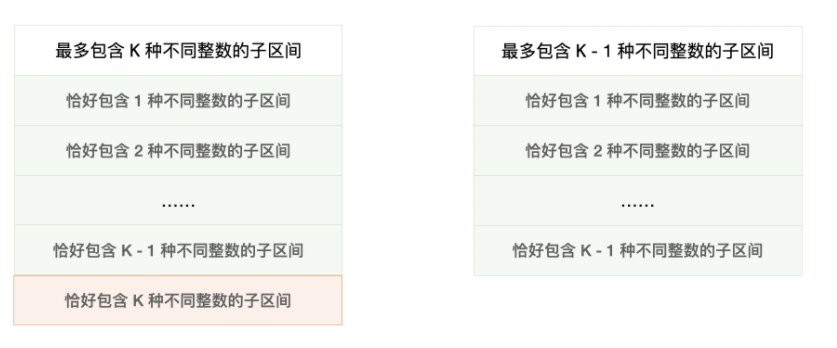 最多包含 K 种不同整数的子区间
恰好包含 1 种不同整数的子区间
恰好包含 2 种不同整数的子区间
……
恰好包含 K - 1 种不同整数的子区间
恰好包含 K 种不同整数的子区间
最多包含 K - 1 种不同整数的子区间
恰好包含 1 种不同整数的子区间
恰好包含 2 种不同整数的子区间
……
恰好包含 K - 1 种不同整数的子区间